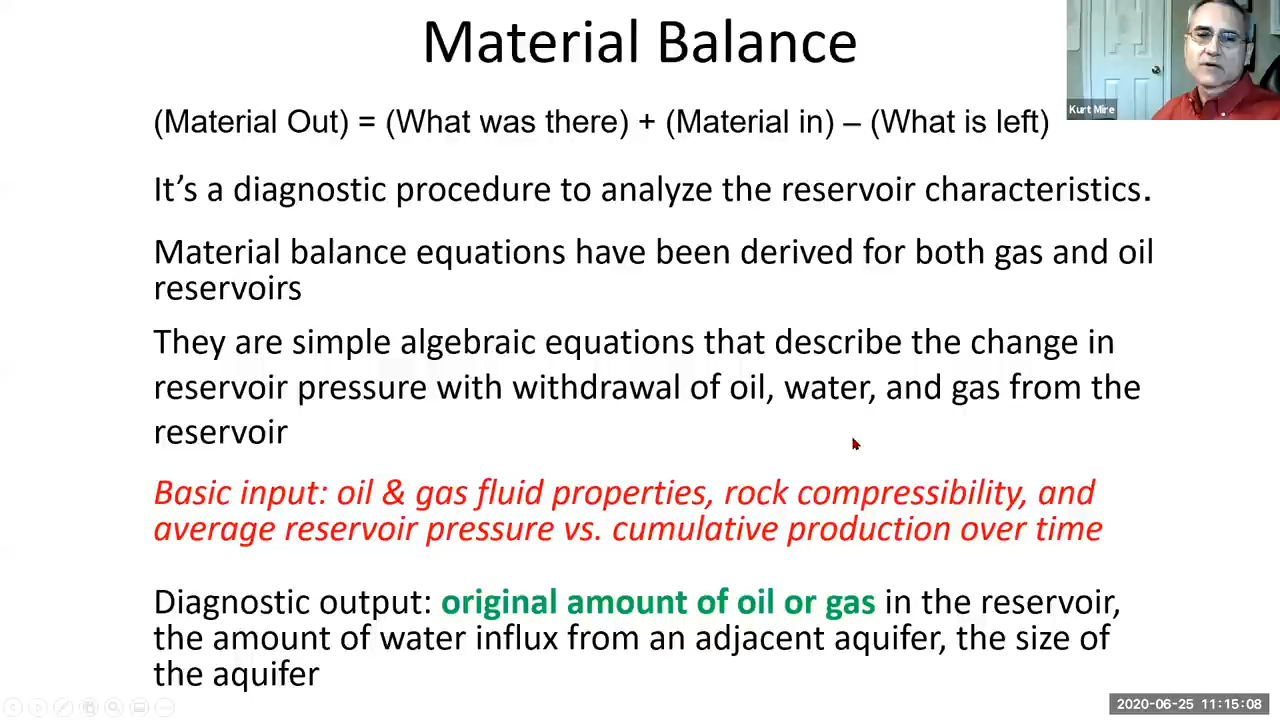 Material Balance
Kurt Mire
(Material Out) = (What was there) + (Material in) – (What is left)
It’s a diagnostic procedure to analyze the reservoir characteristics.
Material balance equations have been derived for both gas and oil
reservoirs
They are simple algebraic equations that describe the change in
reservoir pressure with withdrawal of oil, water, and gas from the
reservoir
Basic input: oil & gas fluid properties, rock compressibility, and
average reservoir pressure vs. cumulative production over time
Diagnostic output: original amount of oil or gas in the reservoir,
the amount of water influx from an adjacent aquifer, the size of
the aquifer
2020-06-25 11:15:08